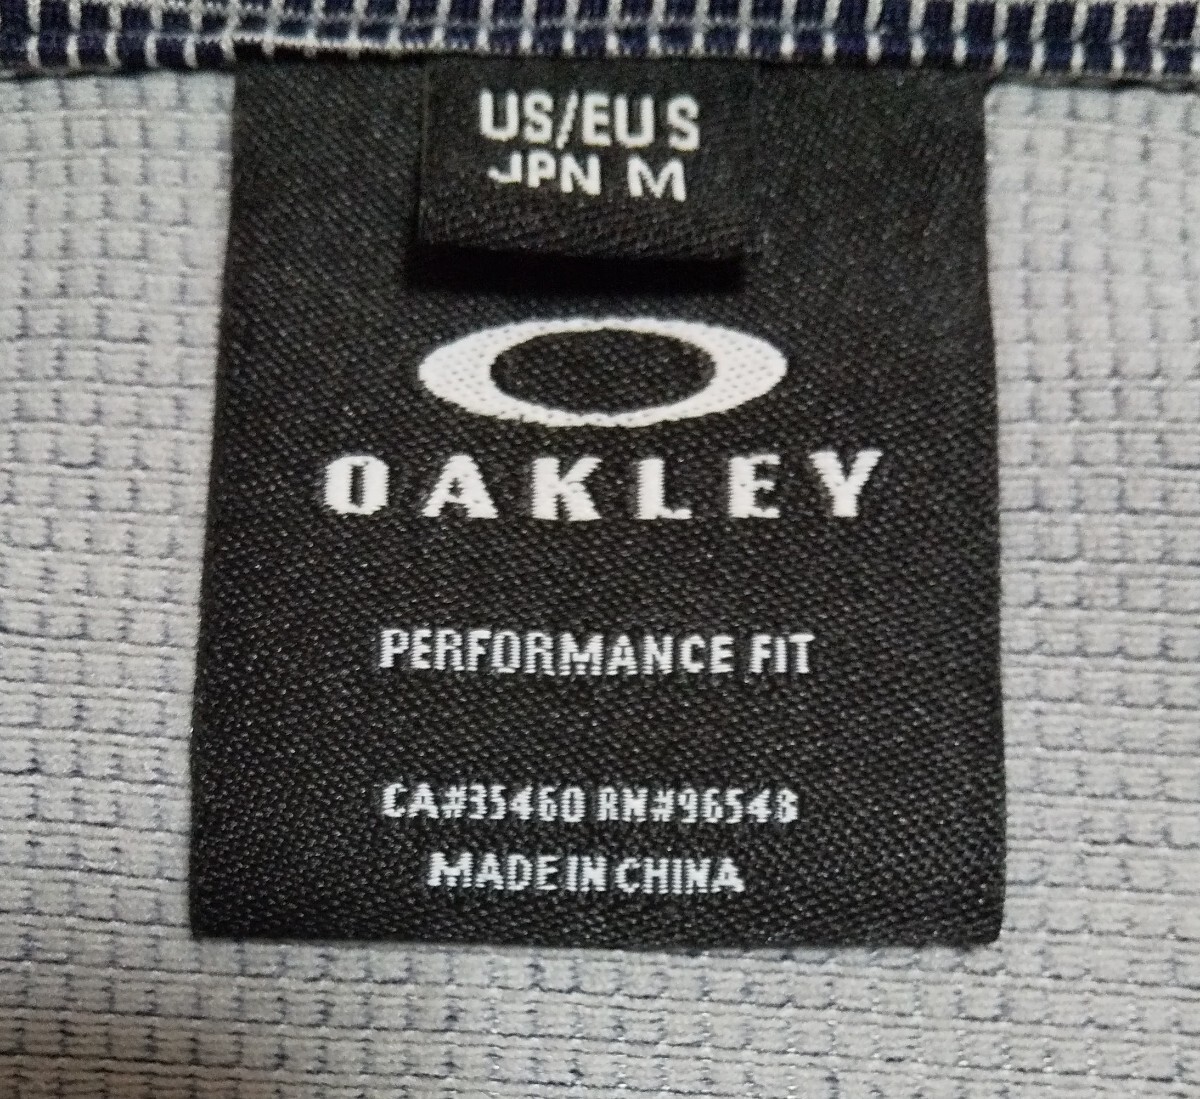 US/EU S
JPN M
OAKLEY
PERFORMANCE FIT
CA#35460 RN#96548
MADE IN CHINA